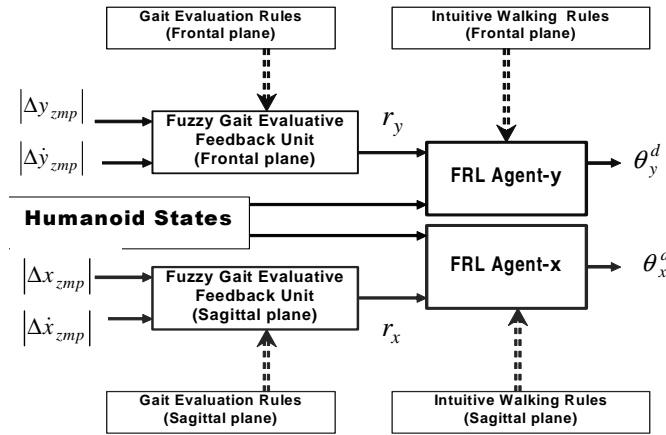 Gait Evaluation Rules
(Frontal plane)
Intuitive Walking Rules
(Frontal plane)
|Δy_zmp|
|Δẏ_zmp|
Fuzzy Gait Evaluative
Feedback Unit
(Frontal plane)
r_y
FRL Agent-y
θ_y^d
Humanoid States
|Δx_zmp|
|Δẋ_zmp|
Fuzzy Gait Evaluative
Feedback Unit
(Sagittal plane)
r_x
FRL Agent-x
θ_x^d
Gait Evaluation Rules
(Sagittal plane)
Intuitive Walking Rules
(Sagittal plane)